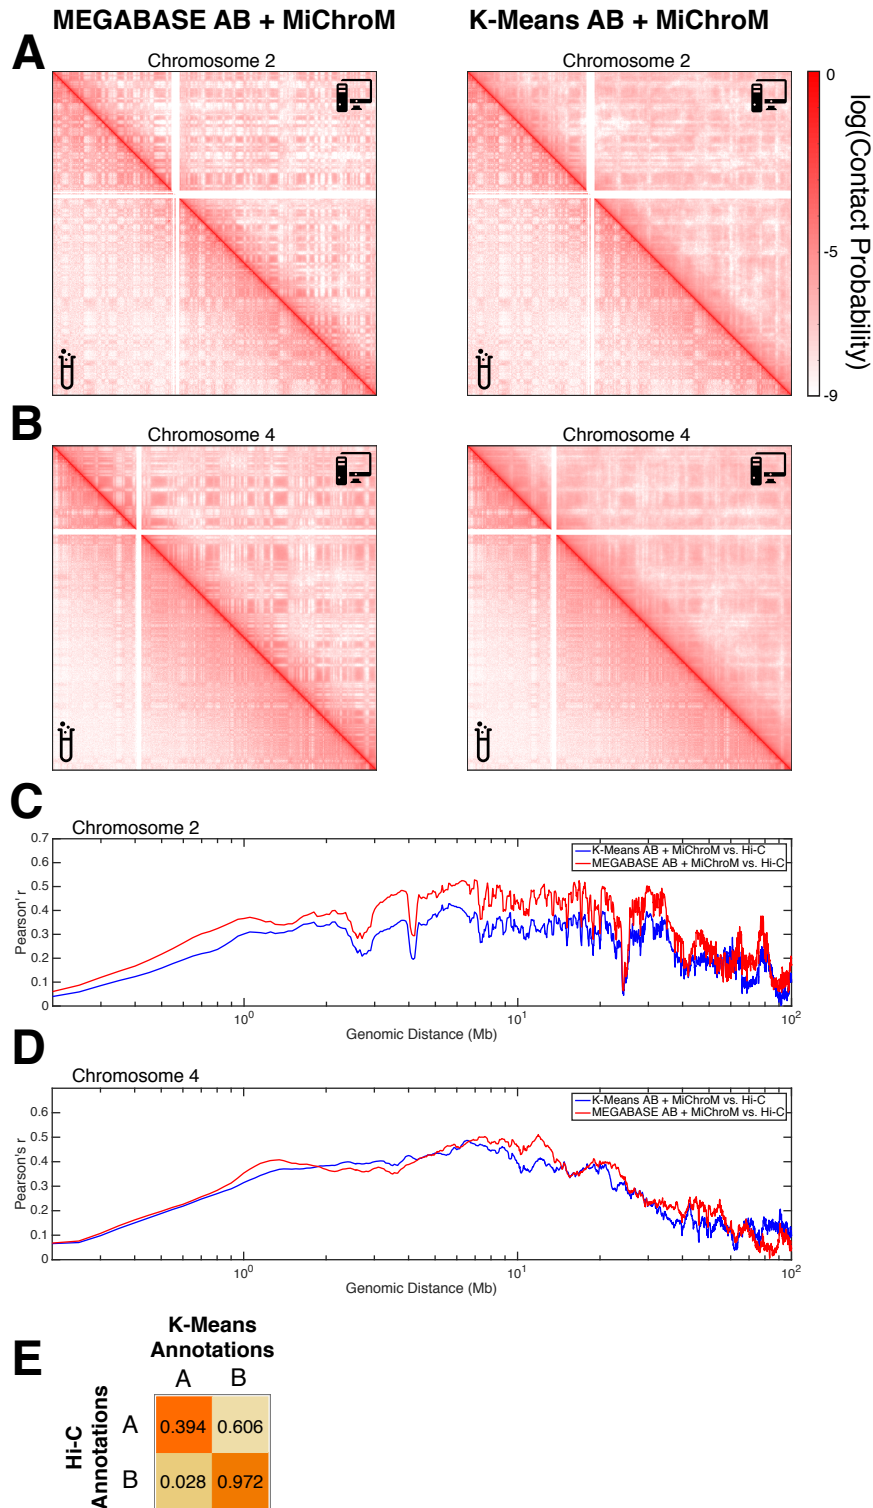 MEGABASE AB + MiChroM
K-Means AB + MiChroM
A
Chromosome 2
Chromosome 2
0
-5
-9
log(Contact Probability)
B
Chromosome 4
Chromosome 4
C
Chromosome 2
K-Means AB + MiChroM vs. Hi-C
MEGABASE AB + MiChroM vs. Hi-C
Pearson' r
0.7
0.6
0.5
0.4
0.3
0.2
0.1
0
10^0
10^1
10^2
Genomic Distance (Mb)
D
Chromosome 4
K-Means AB + MiChroM vs. Hi-C
MEGABASE AB + MiChroM vs. Hi-C
Pearson's r
0.6
0.5
0.4
0.3
0.2
0.1
0
10^0
10^1
10^2
Genomic Distance (Mb)
E
K-Means
Annotations
A B
Hi-C
Annotations
A 0.394 0.606
B 0.028 0.972